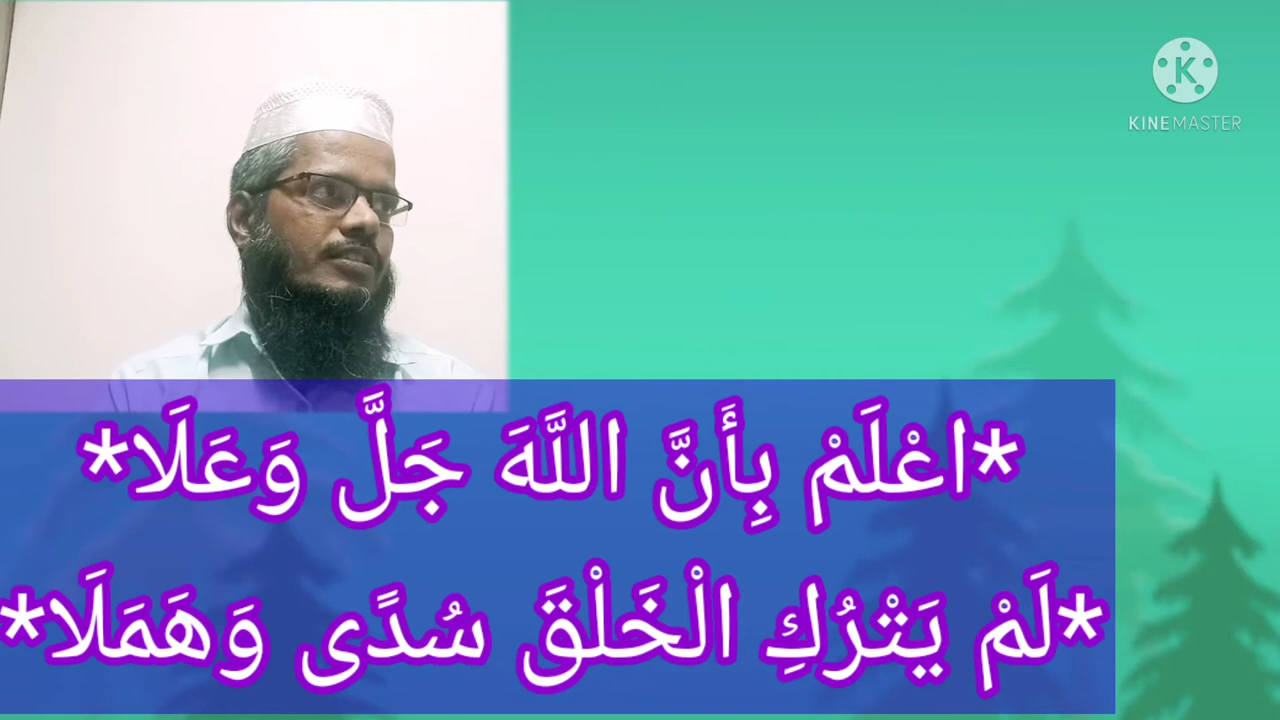 K
KINEMASTER
*اعْلَمْ بِأَنَّ اللَّهَ جَلَّ وَعَلَا*
*لَمْ يَتْرُكِ الْخَلْقَ سُدًى وَهَمَلَا*